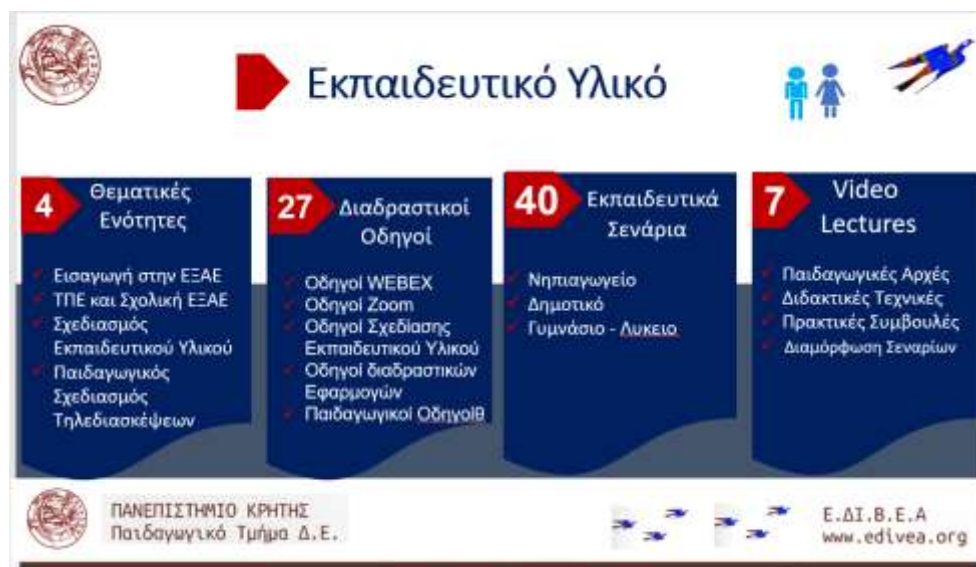 Εκπαιδευτικό Υλικό
4
Θεματικές
Ενότητες
Εισαγωγή στην ΕΞΑΕ
ΤΠΕ και Σχολική ΕΞΑΕ
Σχεδιασμός
Εκπαιδευτικού Υλικού
Παιδαγωγικός
Σχεδιασμός
Τηλεδιασκέψεων
27
Διαδραστικοί
Οδηγοί
Οδηγοί WEBEX
Οδηγοί Zoom
Οδηγοί Σχεδίασης
Εκπαιδευτικού Υλικού
Οδηγοί διαδραστικών
Εφαρμογών
Παιδαγωγικοί Οδηγοίθ
40
Εκπαιδευτικά
Σενάρια
Νηπιαγωγείο
Δημοτικό
Γυμνάσιο - Λυκειο
7
Video
Lectures
Παιδαγωγικές Αρχές
Διδακτικές Τεχνικές
Πρακτικές Συμβουλές
Διαμόρφωση Σεναρίων
ΠΑΝΕΠΙΣΤΗΜΙΟ ΚΡΗΤΗΣ
Παιδαγωγικό Τμήμα Δ.Ε.
Ε.ΔΙ.Β.Ε.Α
www.edivea.org